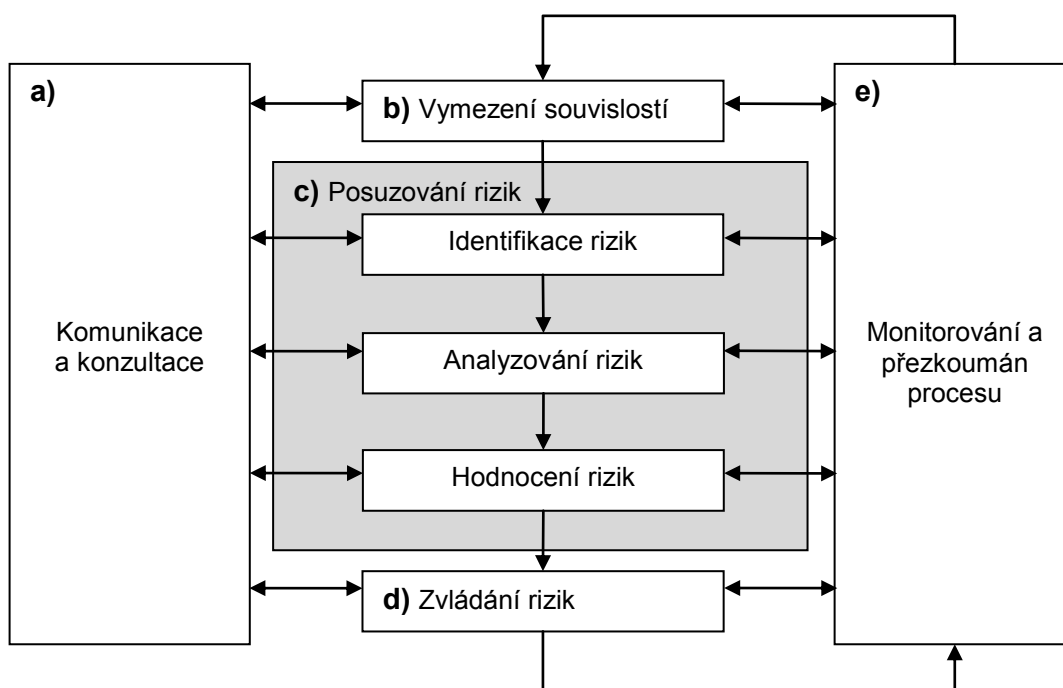 a)
Komunikace
a konzultace
b) Vymezení souvislostí
c) Posuzování rizik
Identifikace rizik
Analyzování rizik
Hodnocení rizik
d) Zvládání rizik
e)
Monitorování a
přezkoumán
procesu